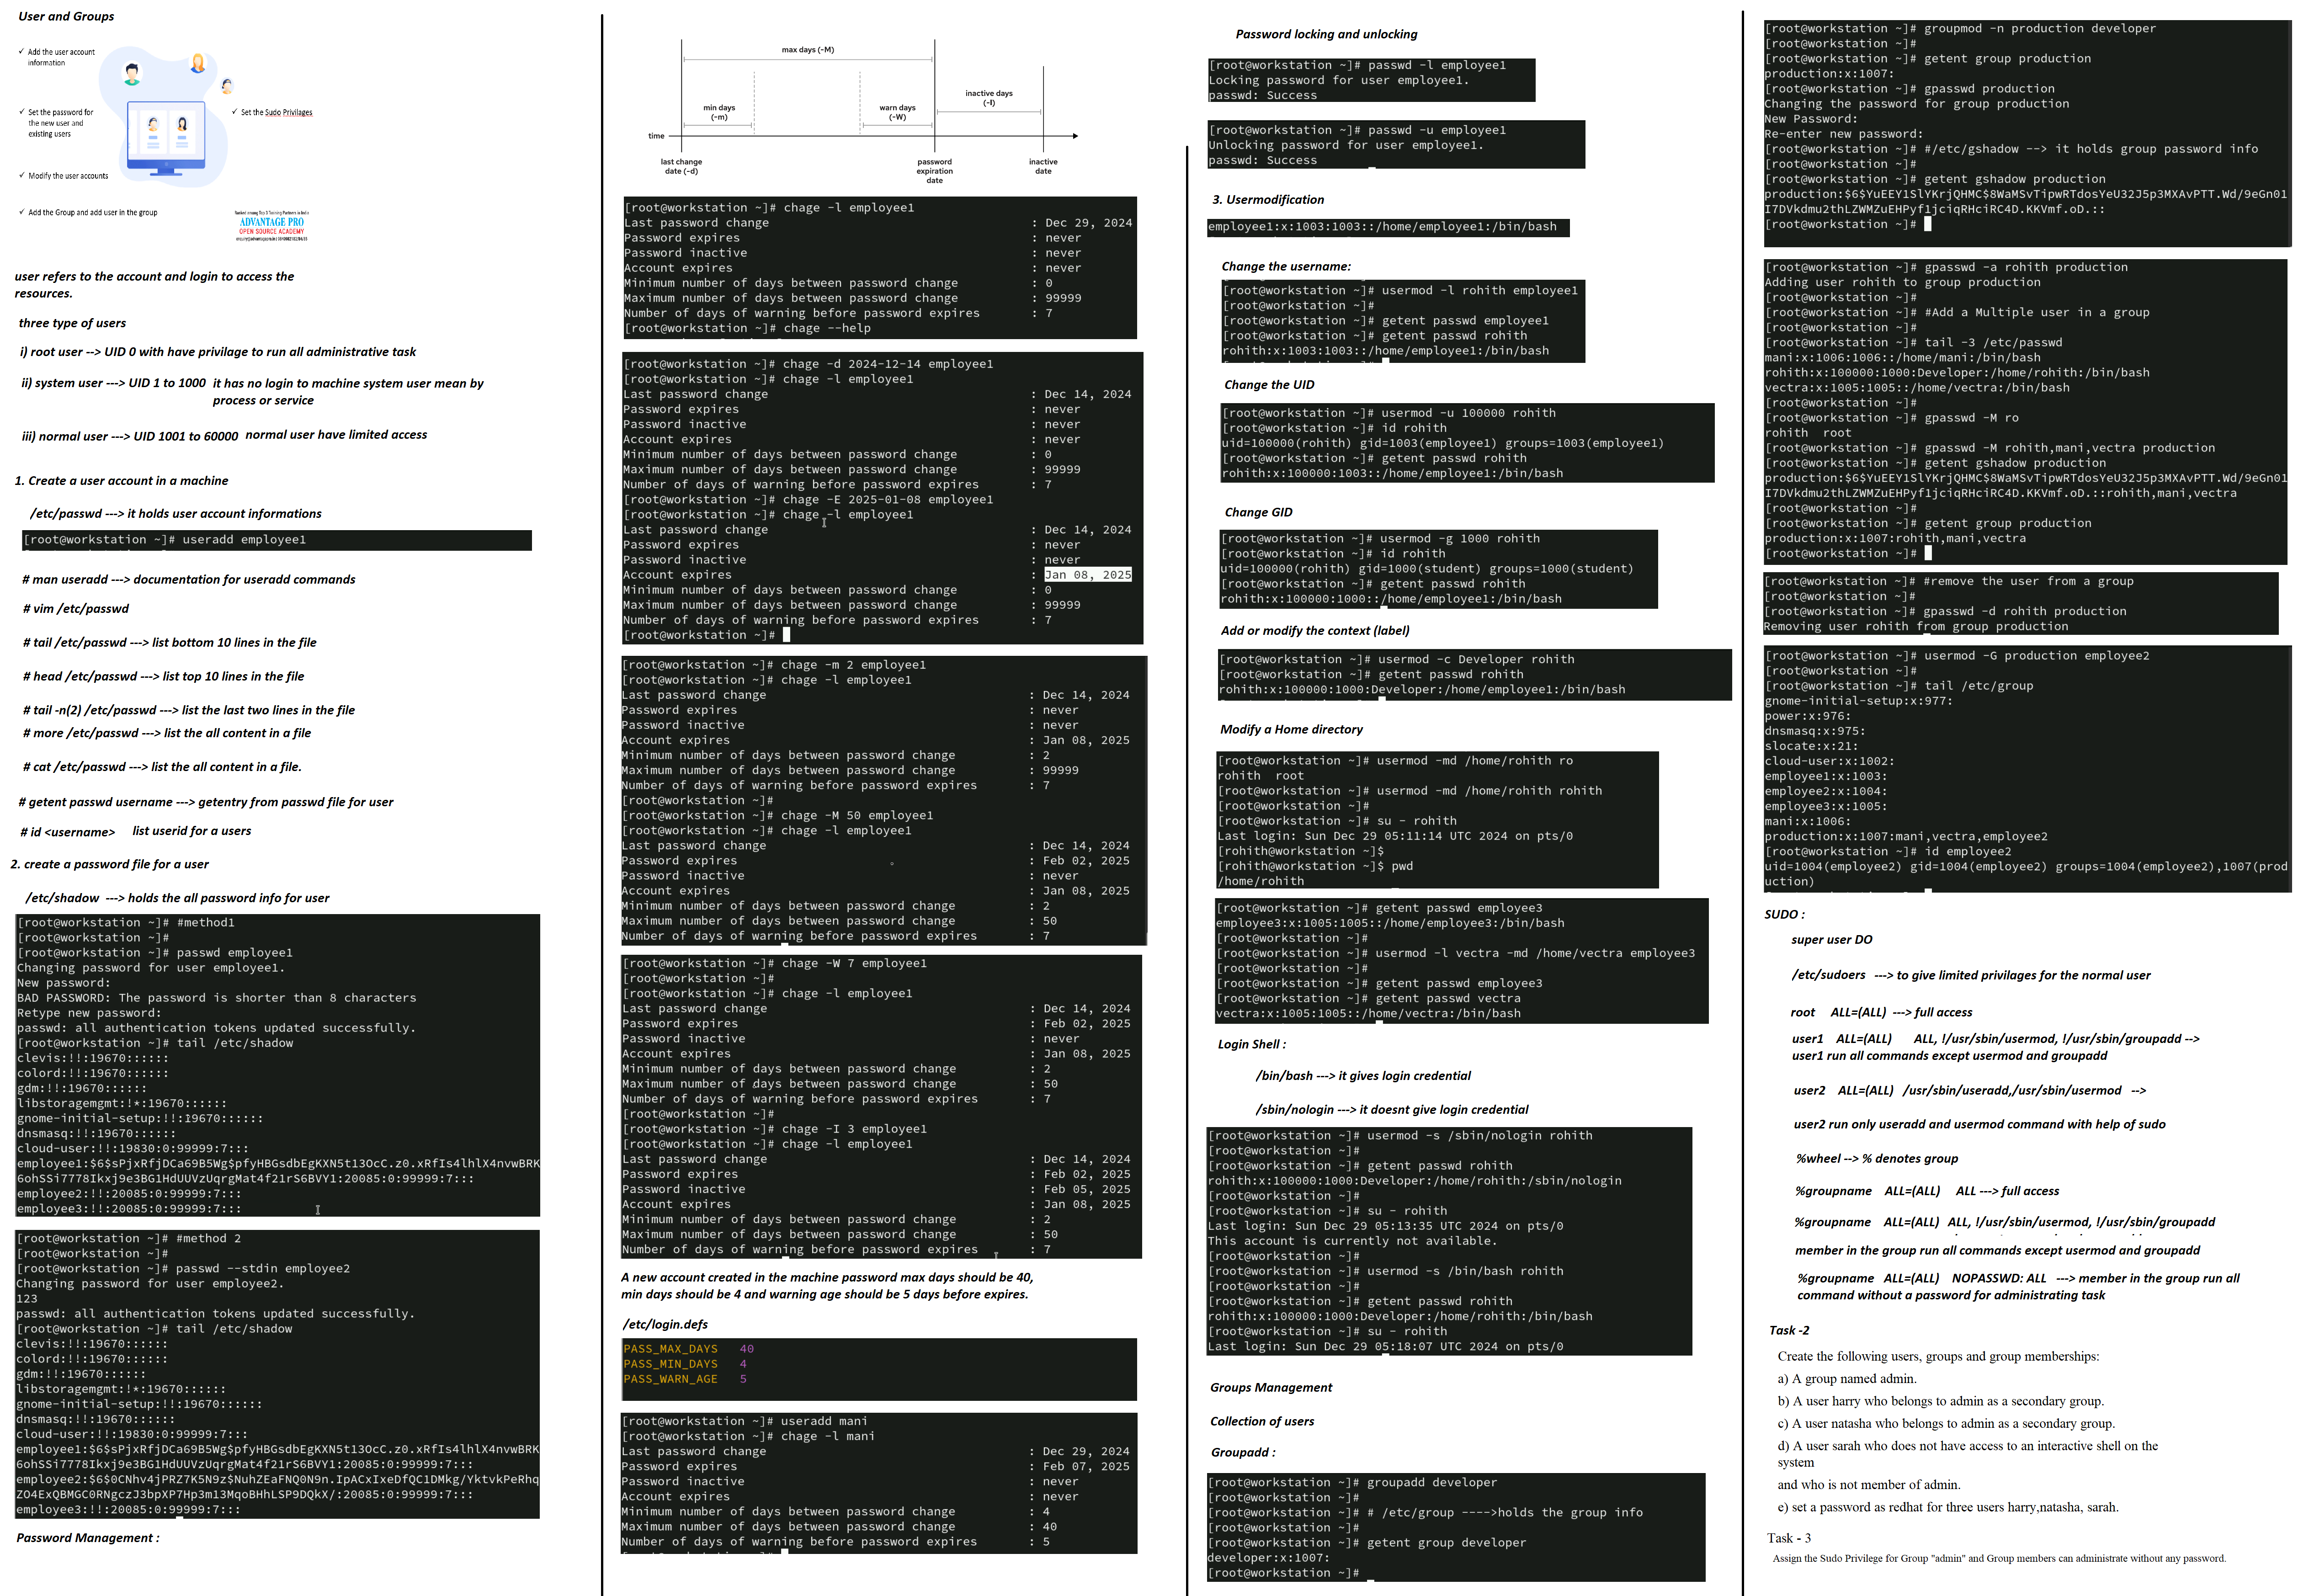 User and Groups
✓ Add the user account
information
✓ Set the password for
the new user and
existing users
✓ Set the Sudo Privilages
✓ Modify the user accounts
✓ Add the Group and add user in the group
ADVANTAGE PRO
OPEN SOURCE ACADEMY
user refers to the account and login to access the
resources.
three type of users
i) root user --> UID 0 with have privilage to run all administrative task
ii) system user ---> UID 1 to 1000 it has no login to machine system user mean by
process or service
iii) normal user ---> UID 1001 to 60000 normal user have limited access
1. Create a user account in a machine
/etc/passwd ---> it holds user account informations
[root@workstation ~]# useradd employee1
# man useradd ---> documentation for useradd commands
# vim /etc/passwd
# tail /etc/passwd ---> list bottom 10 lines in the file
# head /etc/passwd ---> list top 10 lines in the file
# tail -n(2) /etc/passwd ---> list the last two lines in the file
# more /etc/passwd ---> list the all content in a file
# cat /etc/passwd ---> list the all content in a file.
# getent passwd username ---> getentry from passwd file for user
# id <username> list userid for a users
2. create a password file for a user
/etc/shadow ---> holds the all password info for user
[root@workstation ~]# #method1
[root@workstation ~]#
[root@workstation ~]# passwd employee1
Changing password for user employee1.
New password:
BAD PASSWORD: The password is shorter than 8 characters
Retype new password:
passwd: all authentication tokens updated successfully.
[root@workstation ~]# tail /etc/shadow
clevis:!!:19670::::::
colord:!!:19670::::::
gdm:!!:19670::::::
libstoragemgmt:!*:19670::::::
gnome-initial-setup:!!:19670::::::
dnsmasq:!!:19670::::::
cloud-user:!!:19830:0:99999:7:::
employee1:$6$sPjxRfjDCa69B5Wg$pfyHBGsdbEgKXN5t13OcC.z0.xRfIs4lhlX4nvwBRK
6ohSSi7778Ikxj9e3BG1HdUUVzUqrgMat4f21rS6BVY1:20085:0:99999:7:::
employee2:!!:20085:0:99999:7:::
employee3:!!:20085:0:99999:7:::
[root@workstation ~]# #method 2
[root@workstation ~]#
[root@workstation ~]# passwd --stdin employee2
Changing password for user employee2.
123
passwd: all authentication tokens updated successfully.
[root@workstation ~]# tail /etc/shadow
clevis:!!:19670::::::
colord:!!:19670::::::
gdm:!!:19670::::::
libstoragemgmt:!*:19670::::::
gnome-initial-setup:!!:19670::::::
dnsmasq:!!:19670::::::
cloud-user:!!:19830:0:99999:7:::
employee1:$6$sPjxRfjDCa69B5Wg$pfyHBGsdbEgKXN5t13OcC.z0.xRfIs4lhlX4nvwBRK
6ohSSi7778Ikxj9e3BG1HdUUVzUqrgMat4f21rS6BVY1:20085:0:99999:7:::
employee2:$6$0CNhv4jPRZ7K5N9z$NuhZEaFNQ0N9n.IpACxIxeDfQC1DMkg/YktvkPeRhq
ZO4ExQBMGC0RNgczJ3bpXP7Hp3m13MqoBHhLSP9DQkX/:20085:0:99999:7:::
employee3:!!:20085:0:99999:7:::
Password Management :
max days (-M)
min days
(-m)
warn days
(-W)
inactive days
(-I)
time
last change
date (-d)
password
expiration
date
inactive
date
[root@workstation ~]# chage -l employee1
Last password change : Dec 29, 2024
Password expires : never
Password inactive : never
Account expires : never
Minimum number of days between password change : 0
Maximum number of days between password change : 99999
Number of days of warning before password expires : 7
[root@workstation ~]# chage --help
[root@workstation ~]# chage -d 2024-12-14 employee1
[root@workstation ~]# chage -l employee1
Last password change : Dec 14, 2024
Password expires : never
Password inactive : never
Account expires : never
Minimum number of days between password change : 0
Maximum number of days between password change : 99999
Number of days of warning before password expires : 7
[root@workstation ~]# chage -E 2025-01-08 employee1
[root@workstation ~]# chage -l employee1
Last password change : Dec 14, 2024
Password expires : never
Password inactive : never
Account expires : Jan 08, 2025
Minimum number of days between password change : 0
Maximum number of days between password change : 99999
Number of days of warning before password expires : 7
[root@workstation ~]#
[root@workstation ~]# chage -m 2 employee1
[root@workstation ~]# chage -l employee1
Last password change : Dec 14, 2024
Password expires : never
Password inactive : never
Account expires : Jan 08, 2025
Minimum number of days between password change : 2
Maximum number of days between password change : 99999
Number of days of warning before password expires : 7
[root@workstation ~]#
[root@workstation ~]# chage -M 50 employee1
[root@workstation ~]# chage -l employee1
Last password change : Dec 14, 2024
Password expires : Feb 02, 2025
Password inactive : never
Account expires : Jan 08, 2025
Minimum number of days between password change : 2
Maximum number of days between password change : 50
Number of days of warning before password expires : 7
[root@workstation ~]# chage -W 7 employee1
[root@workstation ~]#
[root@workstation ~]# chage -l employee1
Last password change : Dec 14, 2024
Password expires : Feb 02, 2025
Password inactive : never
Account expires : Jan 08, 2025
Minimum number of days between password change : 2
Maximum number of days between password change : 50
Number of days of warning before password expires : 7
[root@workstation ~]#
[root@workstation ~]# chage -I 3 employee1
[root@workstation ~]# chage -l employee1
Last password change : Dec 14, 2024
Password expires : Feb 02, 2025
Password inactive : Feb 05, 2025
Account expires : Jan 08, 2025
Minimum number of days between password change : 2
Maximum number of days between password change : 50
Number of days of warning before password expires : 7
A new account created in the machine password max days should be 40,
min days should be 4 and warning age should be 5 days before expires.
/etc/login.defs
PASS_MAX_DAYS 40
PASS_MIN_DAYS 4
PASS_WARN_AGE 5
[root@workstation ~]# useradd mani
[root@workstation ~]# chage -l mani
Last password change : Dec 29, 2024
Password expires : Feb 07, 2025
Password inactive : never
Account expires : never
Minimum number of days between password change : 4
Maximum number of days between password change : 40
Number of days of warning before password expires : 5
Password locking and unlocking
[root@workstation ~]# passwd -l employee1
Locking password for user employee1.
passwd: Success
[root@workstation ~]# passwd -u employee1
Unlocking password for user employee1.
passwd: Success
3. Usermodification
employee1:x:1003:1003::/home/employee1:/bin/bash
Change the username:
[root@workstation ~]# usermod -l rohith employee1
[root@workstation ~]#
[root@workstation ~]# getent passwd employee1
[root@workstation ~]# getent passwd rohith
rohith:x:1003:1003::/home/employee1:/bin/bash
Change the UID
[root@workstation ~]# usermod -u 100000 rohith
[root@workstation ~]# id rohith
uid=100000(rohith) gid=1003(employee1) groups=1003(employee1)
[root@workstation ~]# getent passwd rohith
rohith:x:100000:1003::/home/employee1:/bin/bash
Change GID
[root@workstation ~]# usermod -g 1000 rohith
[root@workstation ~]# id rohith
uid=100000(rohith) gid=1000(student) groups=1000(student)
[root@workstation ~]# getent passwd rohith
rohith:x:100000:1000::/home/employee1:/bin/bash
Add or modify the context (label)
[root@workstation ~]# usermod -c Developer rohith
[root@workstation ~]# getent passwd rohith
rohith:x:100000:1000:Developer:/home/employee1:/bin/bash
Modify a Home directory
[root@workstation ~]# usermod -md /home/rohith ro
rohith root
[root@workstation ~]# usermod -md /home/rohith rohith
[root@workstation ~]#
[root@workstation ~]# su - rohith
Last login: Sun Dec 29 05:11:14 UTC 2024 on pts/0
[rohith@workstation ~]$
[rohith@workstation ~]$ pwd
/home/rohith
[root@workstation ~]# getent passwd employee3
employee3:x:1005:1005::/home/employee3:/bin/bash
[root@workstation ~]#
[root@workstation ~]# usermod -l vectra -md /home/vectra employee3
[root@workstation ~]#
[root@workstation ~]# getent passwd employee3
[root@workstation ~]# getent passwd vectra
vectra:x:1005:1005::/home/vectra:/bin/bash
Login Shell :
/bin/bash ---> it gives login credential
/sbin/nologin ---> it doesnt give login credential
[root@workstation ~]# usermod -s /sbin/nologin rohith
[root@workstation ~]#
[root@workstation ~]# getent passwd rohith
rohith:x:100000:1000:Developer:/home/rohith:/sbin/nologin
[root@workstation ~]#
[root@workstation ~]# su - rohith
Last login: Sun Dec 29 05:13:35 UTC 2024 on pts/0
This account is currently not available.
[root@workstation ~]#
[root@workstation ~]# usermod -s /bin/bash rohith
[root@workstation ~]#
[root@workstation ~]# getent passwd rohith
rohith:x:100000:1000:Developer:/home/rohith:/bin/bash
[root@workstation ~]# su - rohith
Last login: Sun Dec 29 05:18:07 UTC 2024 on pts/0
Groups Management
Collection of users
Groupadd :
[root@workstation ~]# groupadd developer
[root@workstation ~]#
[root@workstation ~]# # /etc/group ---->holds the group info
[root@workstation ~]#
[root@workstation ~]# getent group developer
developer:x:1007:
[root@workstation ~]#
[root@workstation ~]# groupmod -n production developer
[root@workstation ~]#
[root@workstation ~]# getent group production
production:x:1007:
[root@workstation ~]# gpasswd production
Changing the password for group production
New Password:
Re-enter new password:
[root@workstation ~]# #/etc/gshadow --> it holds group password info
[root@workstation ~]#
[root@workstation ~]# getent gshadow production
production:$6$YuEEY1SlYKrjQHMC$8WaMSvTipwRTdosYeU32J5p3MXAvPTT.Wd/9eGn01
I7DVkdmu2thLZWMZuEHPyf1jciqRHciRC4D.KKVmf.oD.::
[root@workstation ~]#
[root@workstation ~]# gpasswd -a rohith production
Adding user rohith to group production
[root@workstation ~]#
[root@workstation ~]# #Add a Multiple user in a group
[root@workstation ~]#
[root@workstation ~]# tail -3 /etc/passwd
mani:x:1006:1006::/home/mani:/bin/bash
rohith:x:100000:1000:Developer:/home/rohith:/bin/bash
vectra:x:1005:1005::/home/vectra:/bin/bash
[root@workstation ~]#
[root@workstation ~]# gpasswd -M ro
rohith root
[root@workstation ~]# gpasswd -M rohith,mani,vectra production
[root@workstation ~]# getent gshadow production
production:$6$YuEEY1SlYKrjQHMC$8WaMSvTipwRTdosYeU32J5p3MXAvPTT.Wd/9eGn01
I7DVkdmu2thLZWMZuEHPyf1jciqRHciRC4D.KKVmf.oD.::rohith,mani,vectra
[root@workstation ~]#
[root@workstation ~]# getent group production
production:x:1007:rohith,mani,vectra
[root@workstation ~]#
[root@workstation ~]# #remove the user from a group
[root@workstation ~]#
[root@workstation ~]# gpasswd -d rohith production
Removing user rohith from group production
[root@workstation ~]# usermod -G production employee2
[root@workstation ~]#
[root@workstation ~]# tail /etc/group
gnome-initial-setup:x:977:
power:x:976:
dnsmasq:x:975:
slocate:x:21:
cloud-user:x:1002:
employee1:x:1003:
employee2:x:1004:
employee3:x:1005:
mani:x:1006:
production:x:1007:mani,vectra,employee2
[root@workstation ~]# id employee2
uid=1004(employee2) gid=1004(employee2) groups=1004(employee2),1007(prod
uction)
SUDO :
super user DO
/etc/sudoers ---> to give limited privilages for the normal user
root ALL=(ALL) ---> full access
user1 ALL=(ALL) ALL, !/usr/sbin/usermod, !/usr/sbin/groupadd -->
user1 run all commands except usermod and groupadd
user2 ALL=(ALL) /usr/sbin/useradd,/usr/sbin/usermod -->
user2 run only useradd and usermod command with help of sudo
%wheel --> % denotes group
%groupname ALL=(ALL) ALL ---> full access
%groupname ALL=(ALL) ALL, !/usr/sbin/usermod, !/usr/sbin/groupadd
member in the group run all commands except usermod and groupadd
%groupname ALL=(ALL) NOPASSWD: ALL ---> member in the group run all
command without a password for administrating task
Task -2
Create the following users, groups and group memberships:
a) A group named admin.
b) A user harry who belongs to admin as a secondary group.
c) A user natasha who belongs to admin as a secondary group.
d) A user sarah who does not have access to an interactive shell on the
system
and who is not member of admin.
e) set a password as redhat for three users harry,natasha, sarah.
Task - 3
Assign the Sudo Privilege for Group "admin" and Group members can administrate without any password.